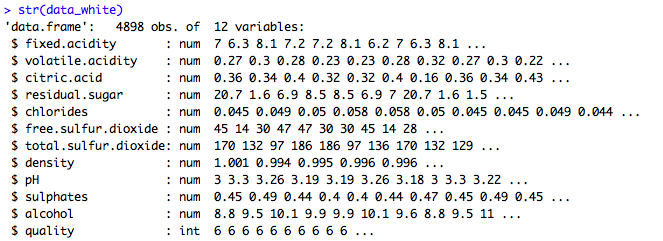 > str(data_white)
'data.frame':	4898 obs. of  12 variables:
 $ fixed.acidity       : num  7 6.3 8.1 7.2 7.2 8.1 6.2 7 6.3 8.1 ...
 $ volatile.acidity    : num  0.27 0.3 0.28 0.23 0.23 0.28 0.32 0.27 0.3 0.22 ...
 $ citric.acid         : num  0.36 0.34 0.4 0.32 0.32 0.4 0.16 0.36 0.34 0.43 ...
 $ residual.sugar      : num  20.7 1.6 6.9 8.5 8.5 6.9 7 20.7 1.6 1.5 ...
 $ chlorides           : num  0.045 0.049 0.05 0.058 0.058 0.05 0.045 0.045 0.049 0.044 ...
 $ free.sulfur.dioxide : num  45 14 30 47 47 30 30 45 14 28 ...
 $ total.sulfur.dioxide: num  170 132 97 186 186 97 136 170 132 129 ...
 $ density             : num  1.001 0.994 0.995 0.996 0.996 ...
 $ pH                  : num  3 3.3 3.26 3.19 3.19 3.26 3.18 3 3.3 3.22 ...
 $ sulphates           : num  0.45 0.49 0.44 0.4 0.4 0.44 0.47 0.45 0.49 0.45 ...
 $ alcohol             : num  8.8 9.5 10.1 9.9 9.9 10.1 9.6 8.8 9.5 11 ...
 $ quality             : int  6 6 6 6 6 6 6 6 6 6 ...